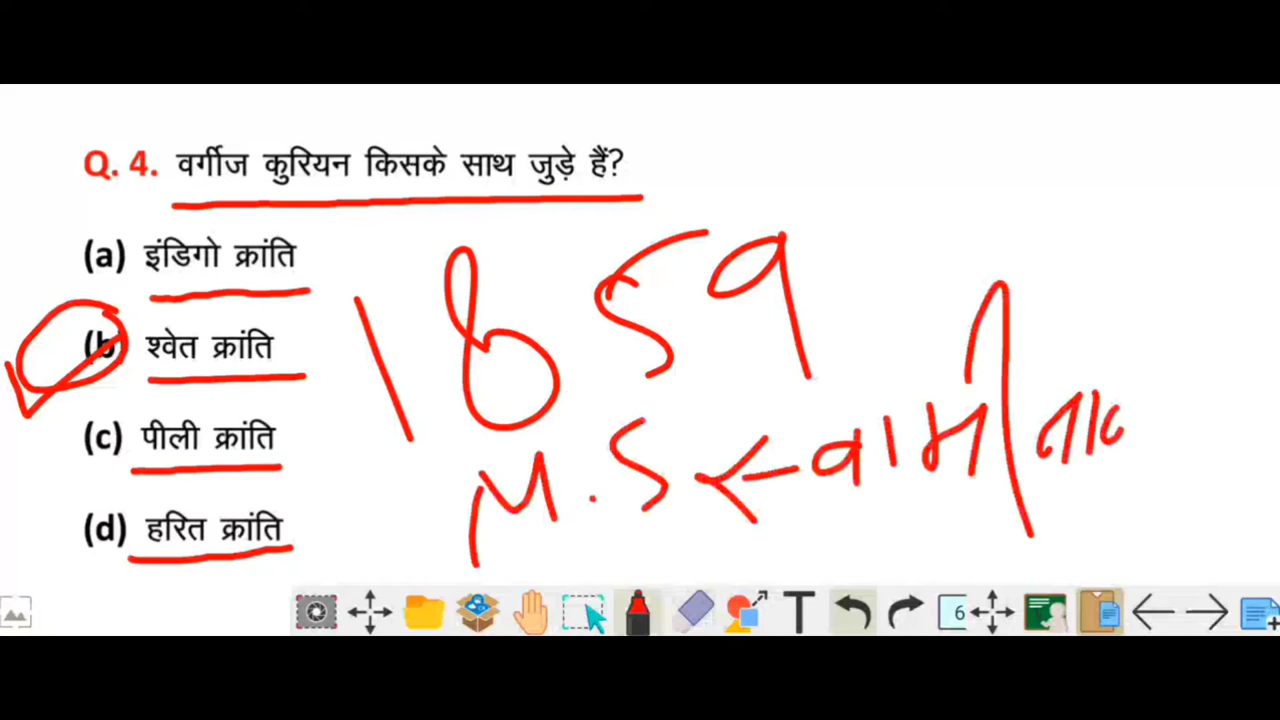 Q. 4. वर्गीज कुरियन किसके साथ जुड़े हैं?
(a) इंडिगो क्रांति
(b) श्वेत क्रांति
(c) पीली क्रांति
(d) हरित क्रांति
1859
M.S ←
6
T